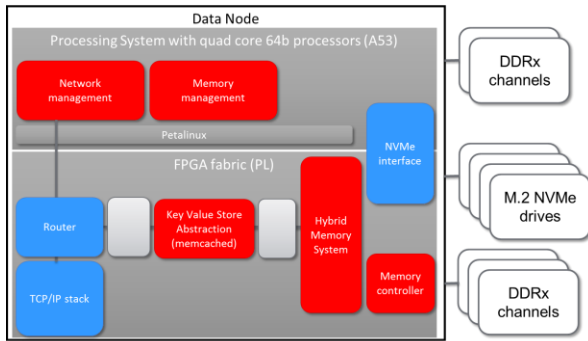 Data Node
Processing System with quad core 64b processors (A53)
Network
management
Memory
management
Petalinux
NVMe
interface
FPGA fabric (PL)
Router
Key Value Store
Abstraction
(memcached)
Hybrid
Memory
System
TCP/IP stack
Memory
controller
DDRx
channels
M.2 NVMe
drives
DDRx
channels